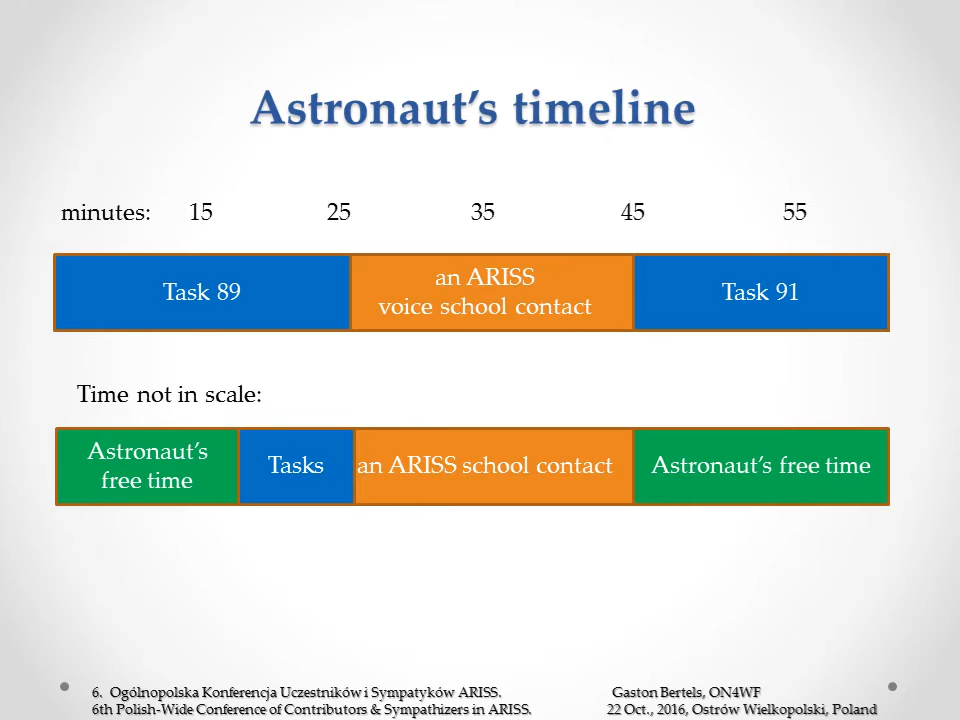 Astronaut’s timeline
minutes: 15 25 35 45 55
Task 89
an ARISS
voice school contact
Task 91
Time not in scale:
Astronaut’s
free time
Tasks
an ARISS school contact
Astronaut’s free time
6. Ogólnopolska Konferencja Uczestników i Sympatyków ARISS. Gaston Bertels, ON4WF
6th Polish-Wide Conference of Contributors & Sympathizers in ARISS. 22 Oct., 2016, Ostrów Wielkopolski, Poland